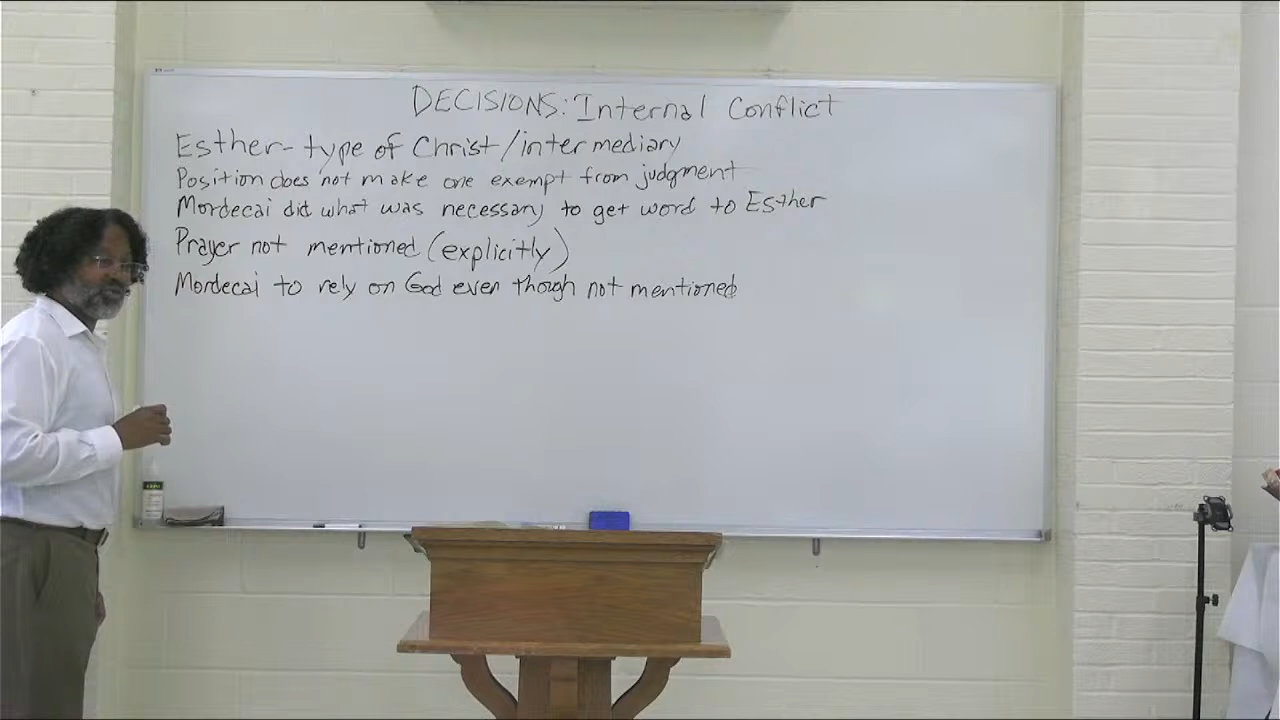 DECISIONS: Internal Conflict
Esther- type of Christ/intermediary
Position does not make one exempt from judgment
Mordecai did what was necessary to get word to Esther
Prayer not mentioned (explicitly)
Mordecai to rely on God even though not mentioned